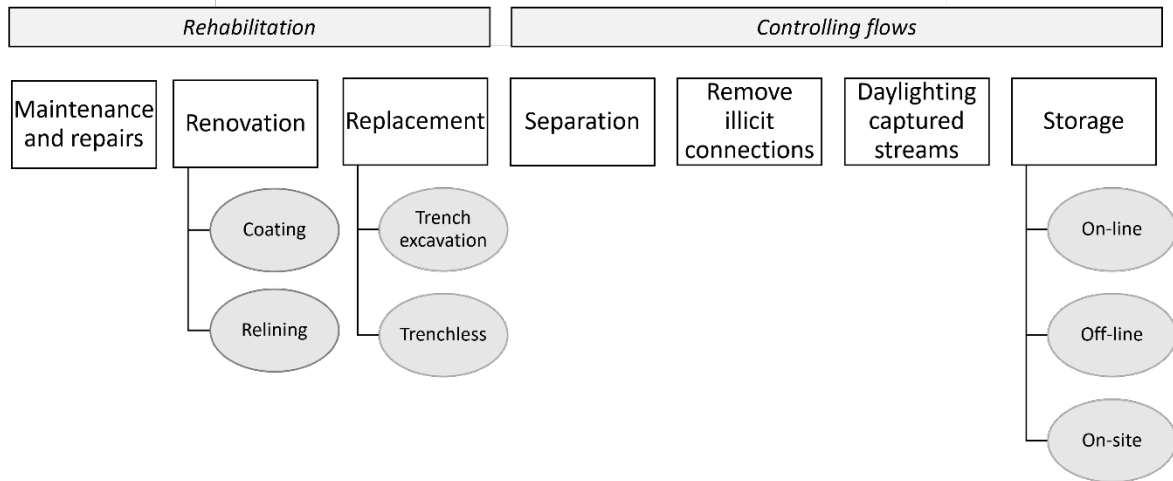 Rehabilitation
Controlling flows
Maintenance
and repairs
Renovation
Replacement
Separation
Remove
illicit
connections
Daylighting
captured
streams
Storage
Coating
Relining
Trench
excavation
Trenchless
On-line
Off-line
On-site